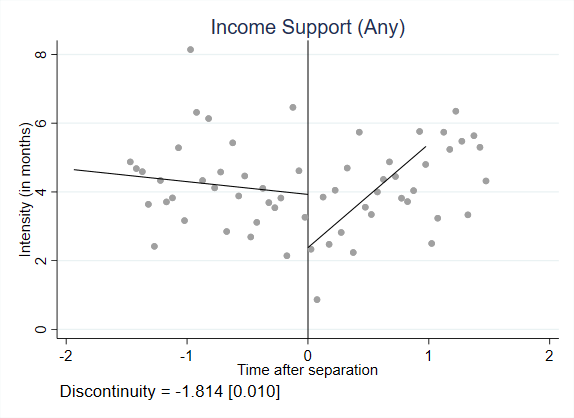 Income Support (Any)
Intensity (in months)
8
6
4
2
0
-2 -1 0 1 2
Time after separation
Discontinuity = -1.814 [0.010]